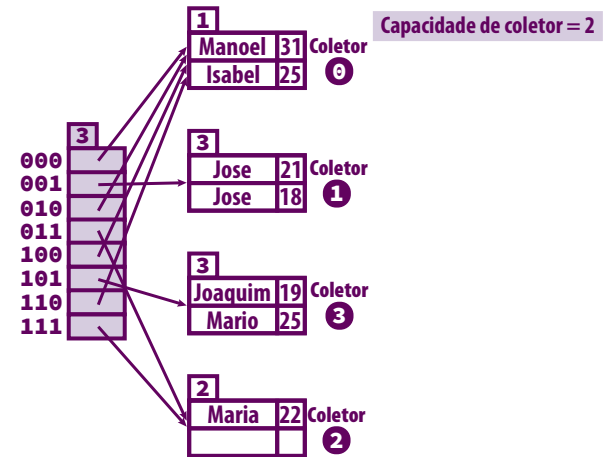 Capacidade de coletor = 2
1
Manoel 31 Coletor
Isabel 25 0
3
000
001
010
011
100
101
110
111
3
Jose 21 Coletor
Jose 18 1
3
Joaquim 19 Coletor
Mario 25 3
2
Maria 22 Coletor
2